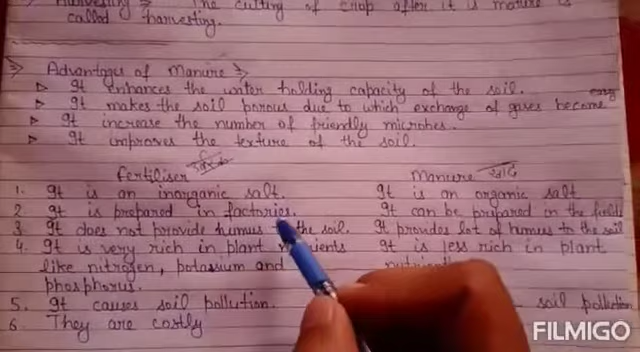 Harvesting ⇒ The cutting of crop after it is mature is
called harvesting.
Advantages of Manure ⇒
It enhances the water holding capacity of the soil.
It makes the soil porous due to which exchange of gases become easy
It increase the number of friendly microbes.
It improves the texture of the soil.
Fertiliser
Manure खाद
1. It is an inorganic salt. It is an organic salt
2. It is prepared in factories. It can be prepared in the fields
3. It does not provide humus the soil. It provides lot of humus to the soil
4. It is very rich in plant It is less rich in plant
like nitrogen, potassium and
phosphorus.
5. It causes soil pollution. soil pollution
6. They are costly
FILMIGO